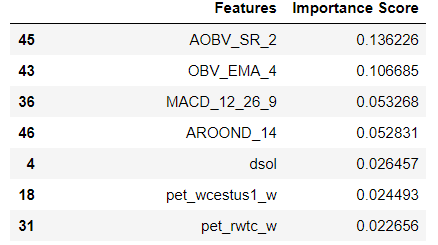 Features Importance Score
45 AOBV_SR_2 0.136226
43 OBV_EMA_4 0.106685
36 MACD_12_26_9 0.053268
46 AROOND_14 0.052831
4 dsol 0.026457
18 pet_wcestus1_w 0.024493
31 pet_rwtc_w 0.022656